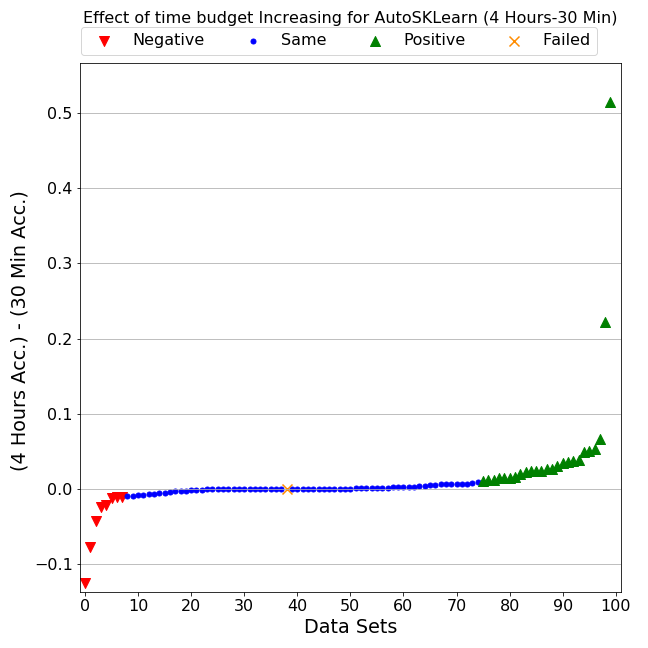 Effect of time budget Increasing for AutoSKLearn (4 Hours-30 Min)
Negative Same Positive Failed
(4 Hours Acc.) - (30 Min Acc.)
0.5
0.4
0.3
0.2
0.1
0.0
−0.1
0 10 20 30 40 50 60 70 80 90 100
Data Sets